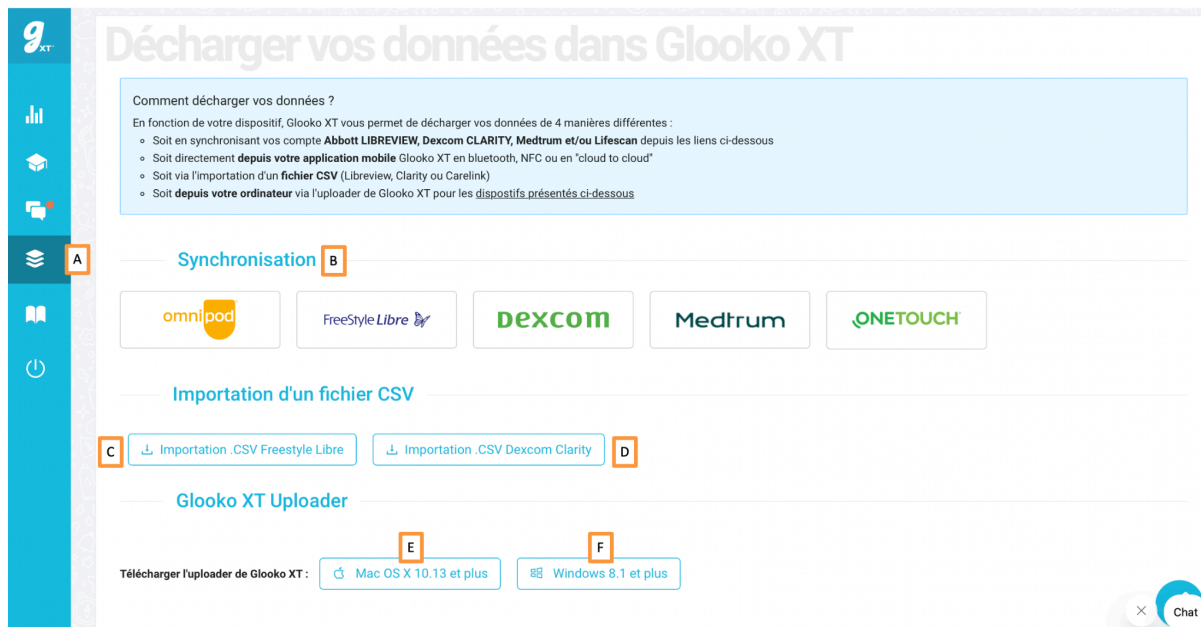 g
XT
Décharger vos données dans Glooko XT
Comment décharger vos données ?
En fonction de votre dispositif, Glooko XT vous permet de décharger vos données de 4 manières différentes :
Soit en synchronisant vos compte Abbott LIBREVIEW, Dexcom CLARITY, Medtrum et/ou Lifescan depuis les liens ci-dessous
Soit directement depuis votre application mobile Glooko XT en bluetooth, NFC ou en "cloud to cloud"
Soit via l'importation d'un fichier CSV (Libreview, Clarity ou Carelink)
Soit depuis votre ordinateur via l'uploader de Glooko XT pour les dispostifs présentés ci-dessous
A
Synchronisation B
omnipod FreeStyle Libre Dexcom Medtrum ONETOUCH
Importation d'un fichier CSV
C Importation .CSV Freestyle Libre Importation .CSV Dexcom Clarity D
Glooko XT Uploader
E F
Télécharger l'uploader de Glooko XT : Mac OS X 10.13 et plus Windows 8.1 et plus
Chat